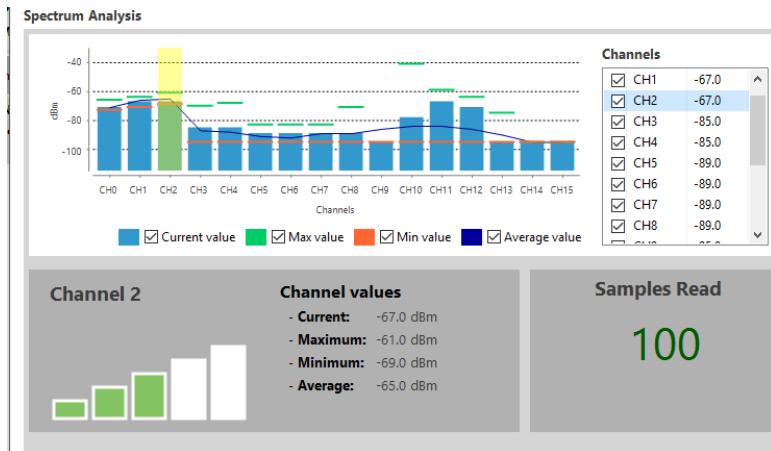 Spectrum Analysis
-40
-60
-80
-100
dBm
CH0 CH1 CH2 CH3 CH4 CH5 CH6 CH7 CH8 CH9 CH10 CH11 CH12 CH13 CH14 CH15
Channels
Current value Max value Min value Average value
Channels
CH1 -67.0
CH2 -67.0
CH3 -85.0
CH4 -85.0
CH5 -89.0
CH6 -89.0
CH7 -89.0
CH8 -89.0
Channel 2
Channel values
- Current: -67.0 dBm
- Maximum: -61.0 dBm
- Minimum: -69.0 dBm
- Average: -65.0 dBm
Samples Read
100